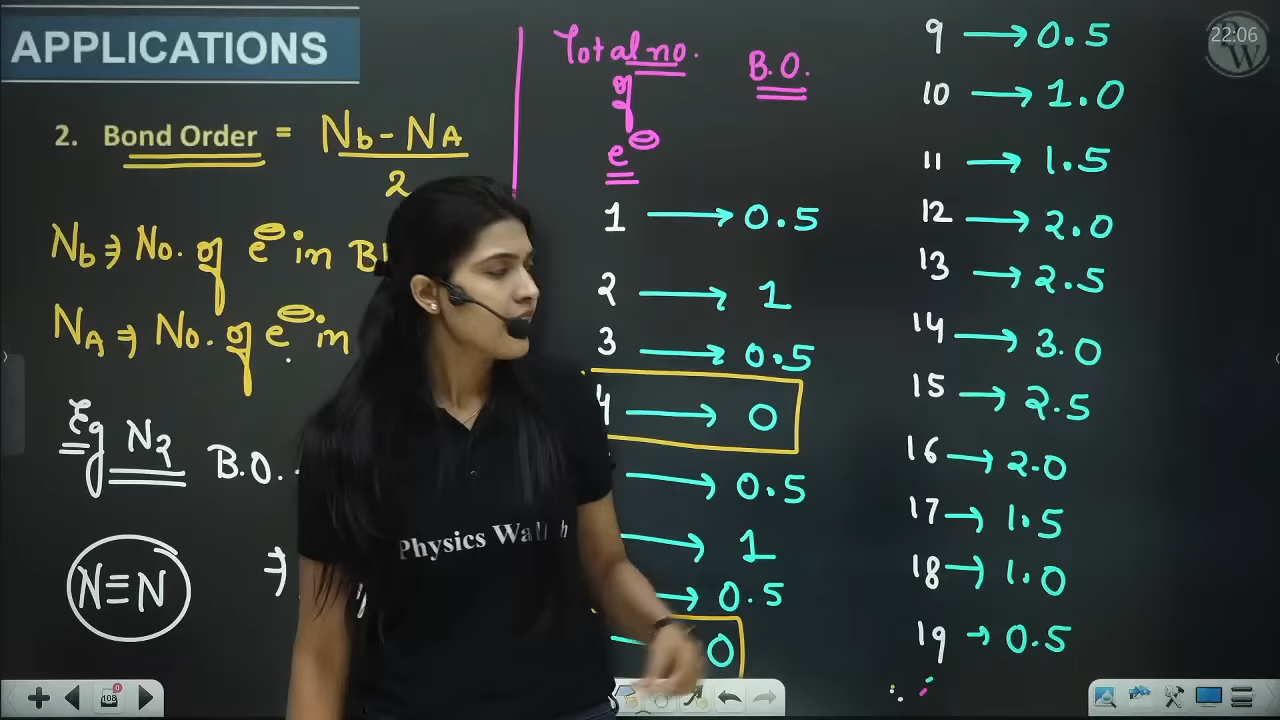 APPLICATIONS
22:06
2. Bond Order = Nb - NA
2
Nb ⇒ No. of e⊖ in
NA ⇒ No. of e⊖ in
Eg N2 B.O.
N≡N ⇒
Total no. of e⊖ B.O.
1 → 0.5
2 → 1
3 → 0.5
4 → 0
→ 0.5
→ 1
→ 0.5
0
9 → 0.5
10 → 1.0
11 → 1.5
12 → 2.0
13 → 2.5
14 → 3.0
15 → 2.5
16 → 2.0
17 → 1.5
18 → 1.0
19 → 0.5
Physics Wallah
108
0